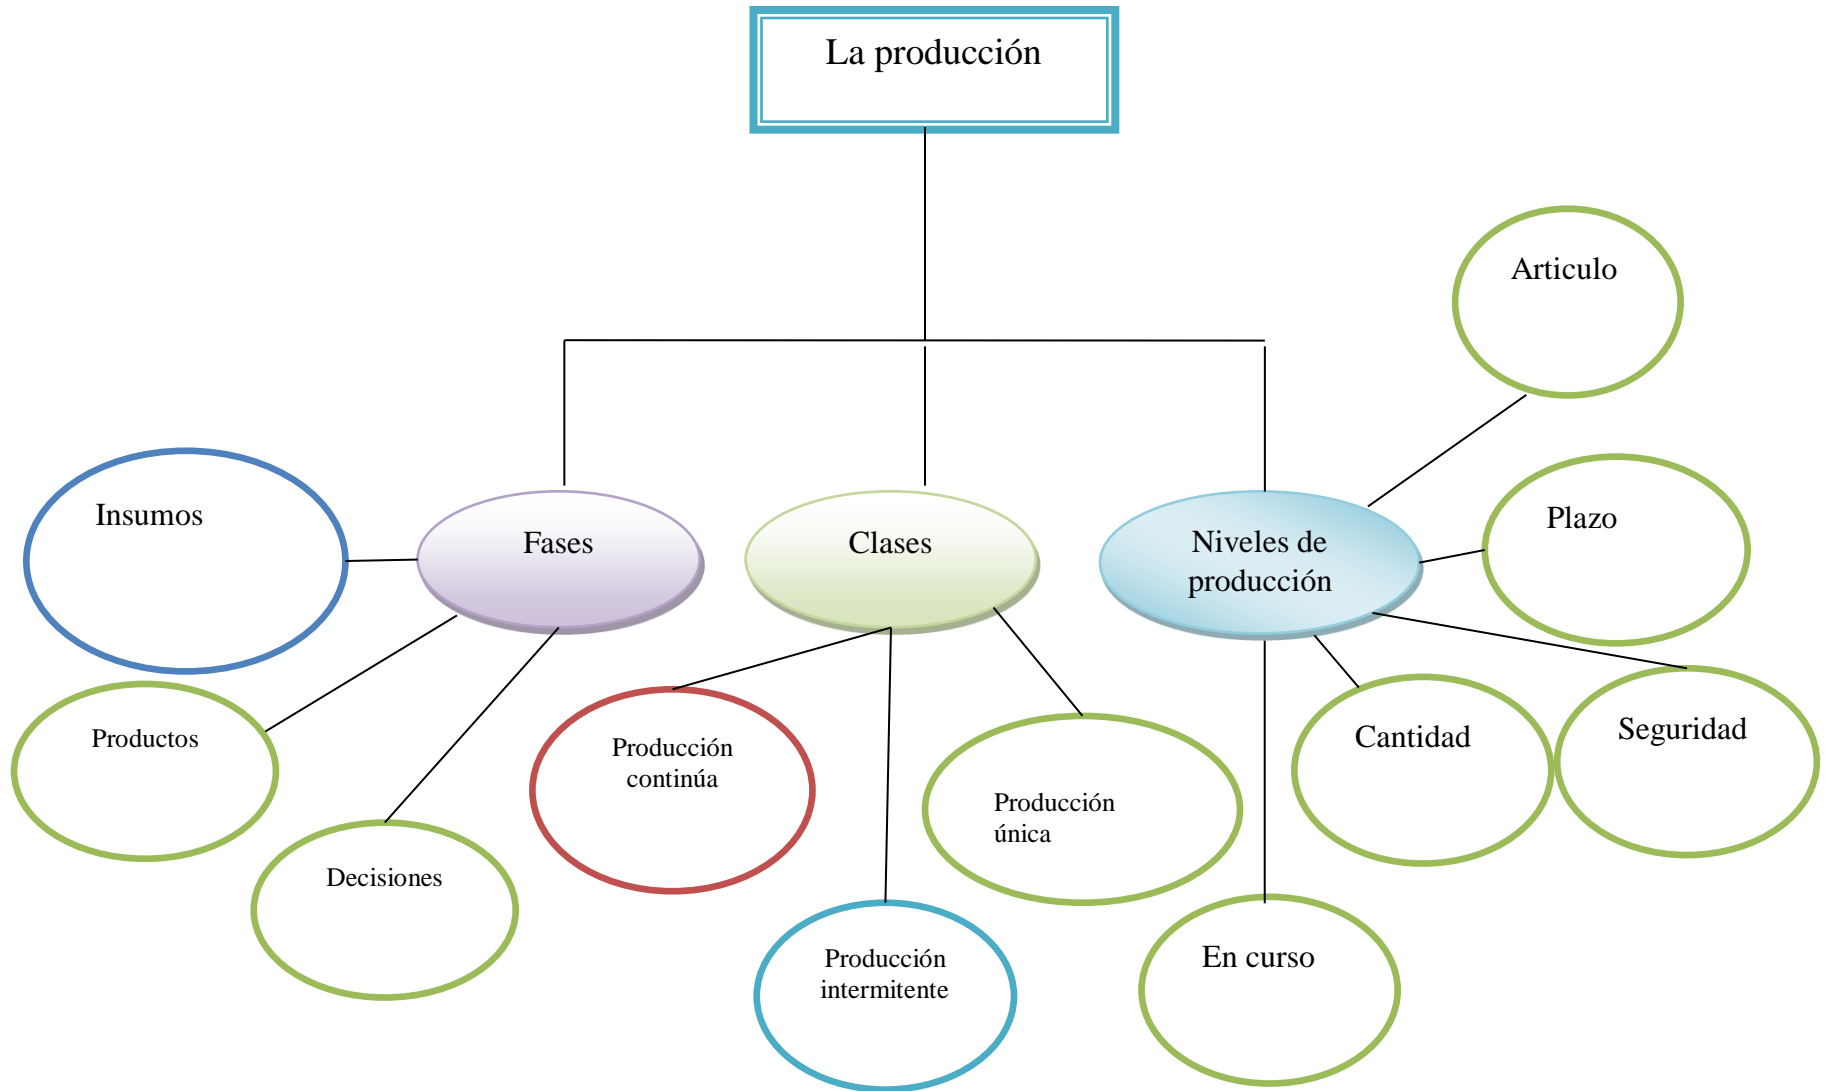 La producción
Articulo
Insumos
Fases
Clases
Niveles de
producción
Plazo
Productos
Producción
continúa
Producción
única
Cantidad
Seguridad
Decisiones
Producción
intermitente
En curso